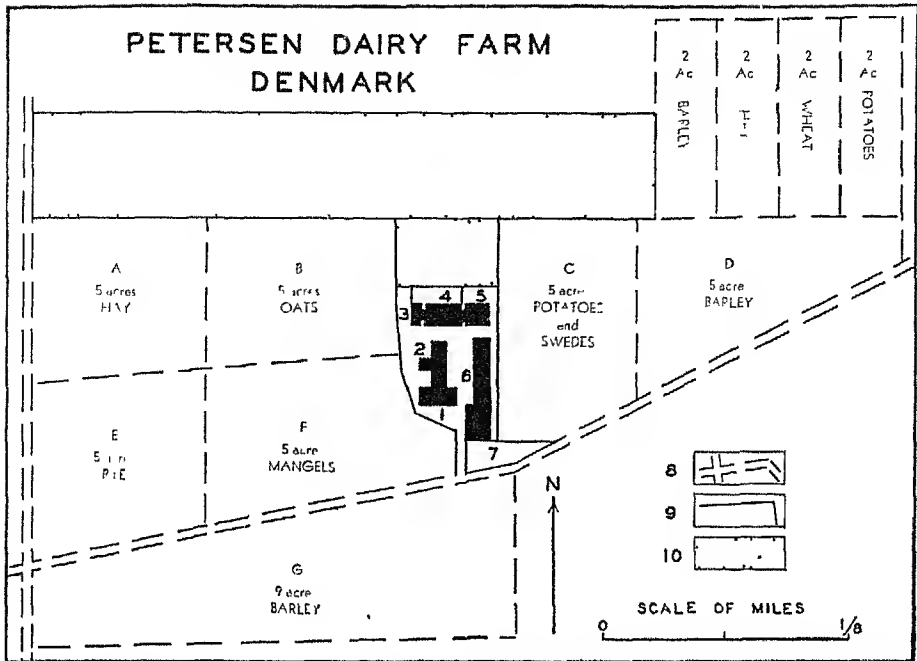 PETERSEN DAIRY FARM
DENMARK
2
Ac
BARLEY
2
Ac
2
Ac
WHEAT
2
Ac
POTATOES
A
5 acres
HAY
B
5 acres
OATS
C
5 acre
POTATOES
and
SWEDES
D
5 acre
BARLEY
3
4
5
2
6
1
7
E
5
F
5 acre
MANGELS
G
9 acre
BARLEY
N
8
9
10
SCALE OF MILES
0
1/8